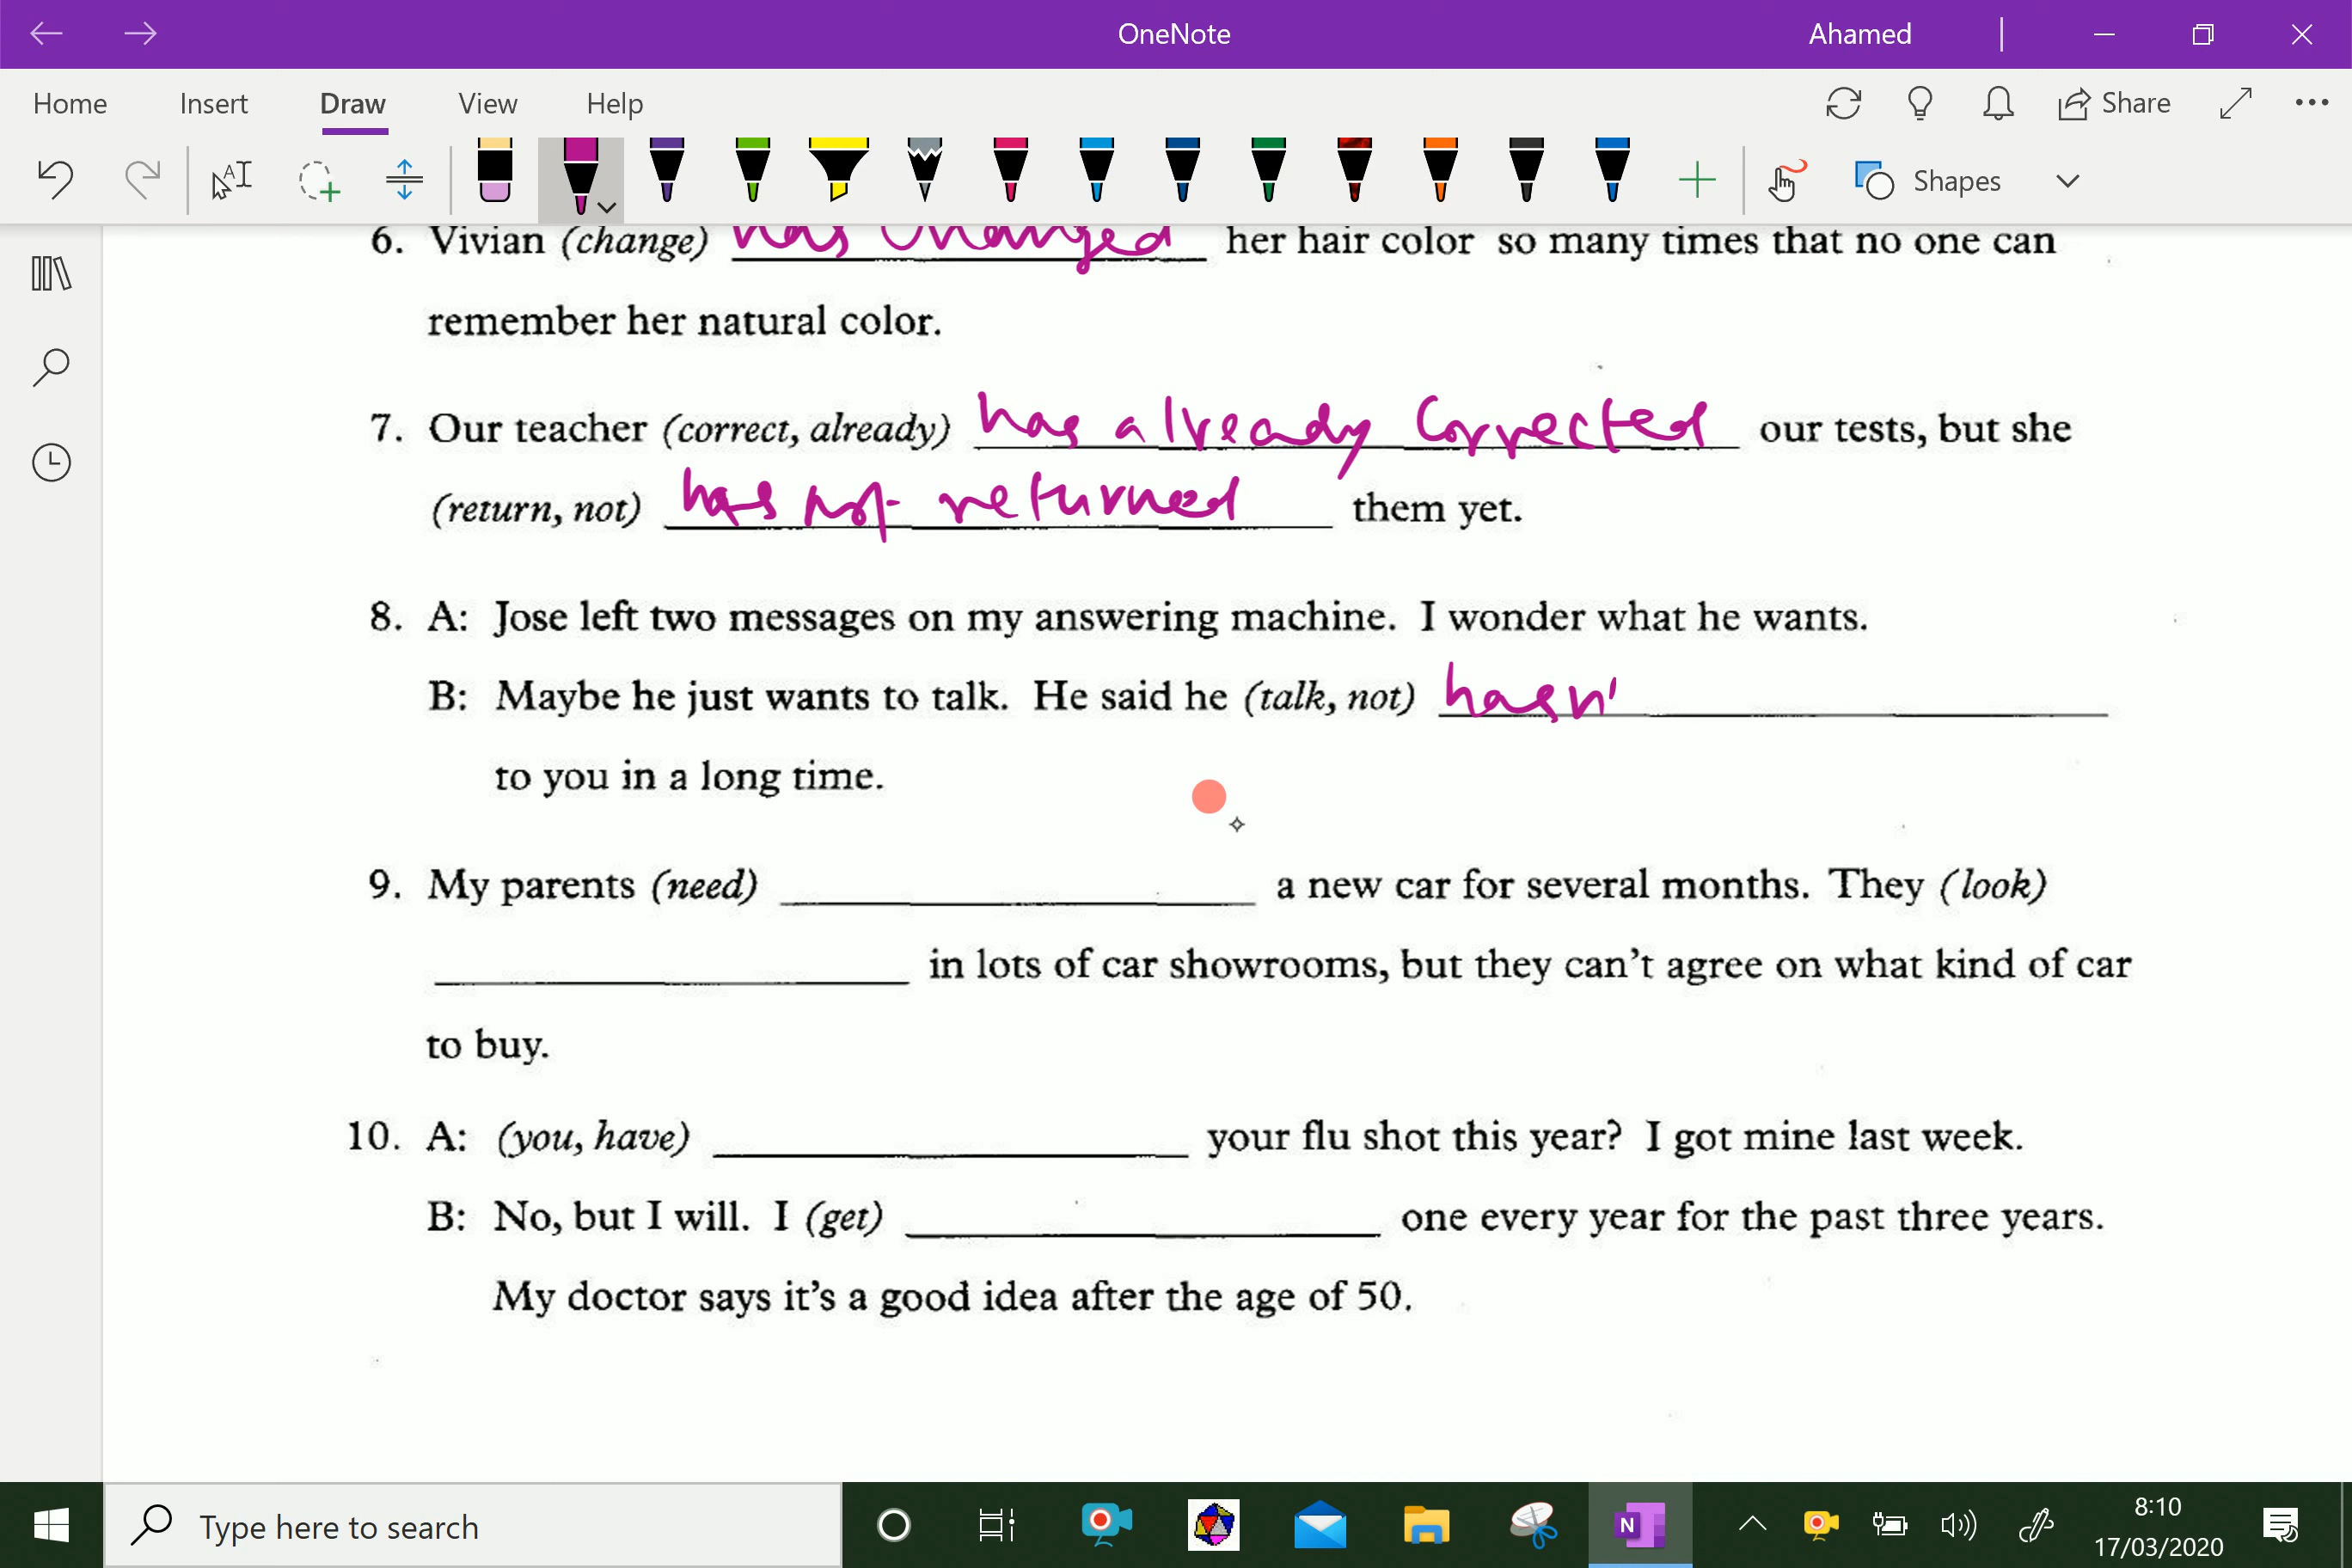 OneNote
Ahamed
Home Insert Draw View Help
Share
Shapes
6. Vivian (change) has changed her hair color so many times that no one can
remember her natural color.
7. Our teacher (correct, already) has already corrected our tests, but she
(return, not) has not returned them yet.
8. A: Jose left two messages on my answering machine. I wonder what he wants.
B: Maybe he just wants to talk. He said he (talk, not) hasn'
to you in a long time.
9. My parents (need) ____ a new car for several months. They (look)
____ in lots of car showrooms, but they can't agree on what kind of car
to buy.
10. A: (you, have) ____ your flu shot this year? I got mine last week.
B: No, but I will. I (get) ____ one every year for the past three years.
My doctor says it's a good idea after the age of 50.
Type here to search
N
8:10
17/03/2020